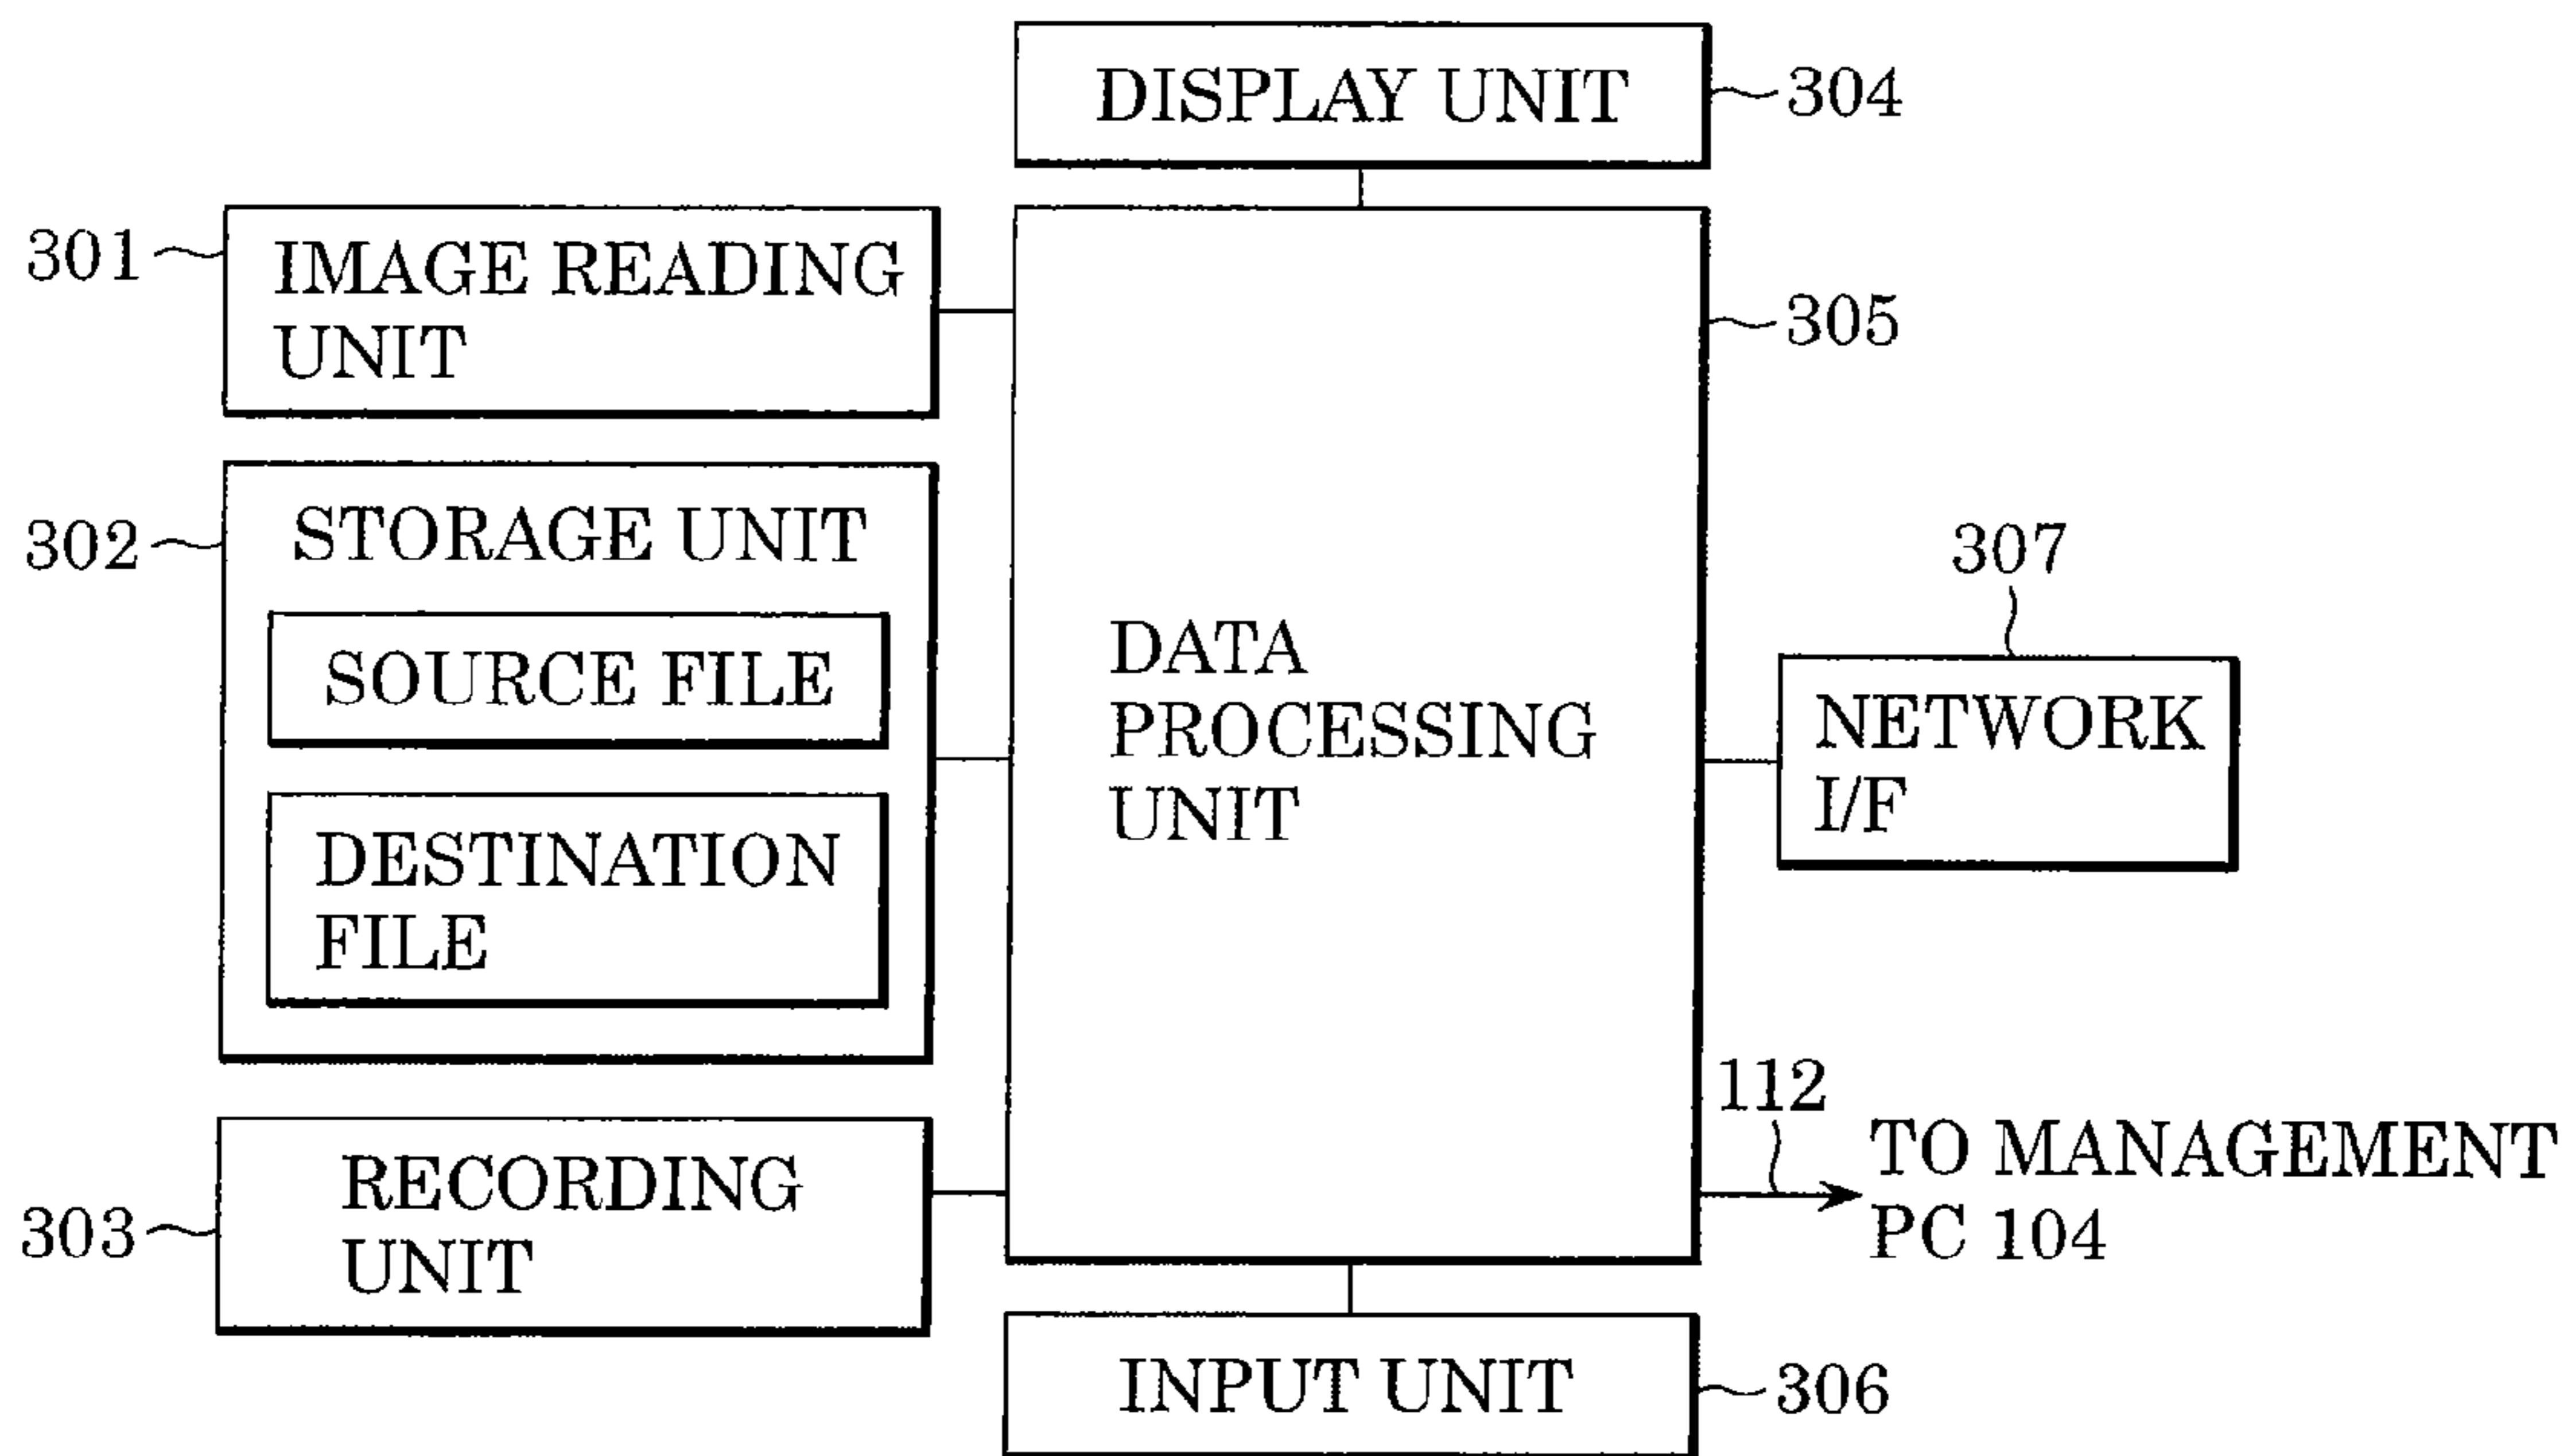 DISPLAY UNIT
304
301
IMAGE READING
UNIT
305
302
STORAGE UNIT
SOURCE FILE
DESTINATION
FILE
DATA
PROCESSING
UNIT
307
NETWORK
I/F
303
RECORDING
UNIT
112
TO MANAGEMENT
PC 104
INPUT UNIT
306